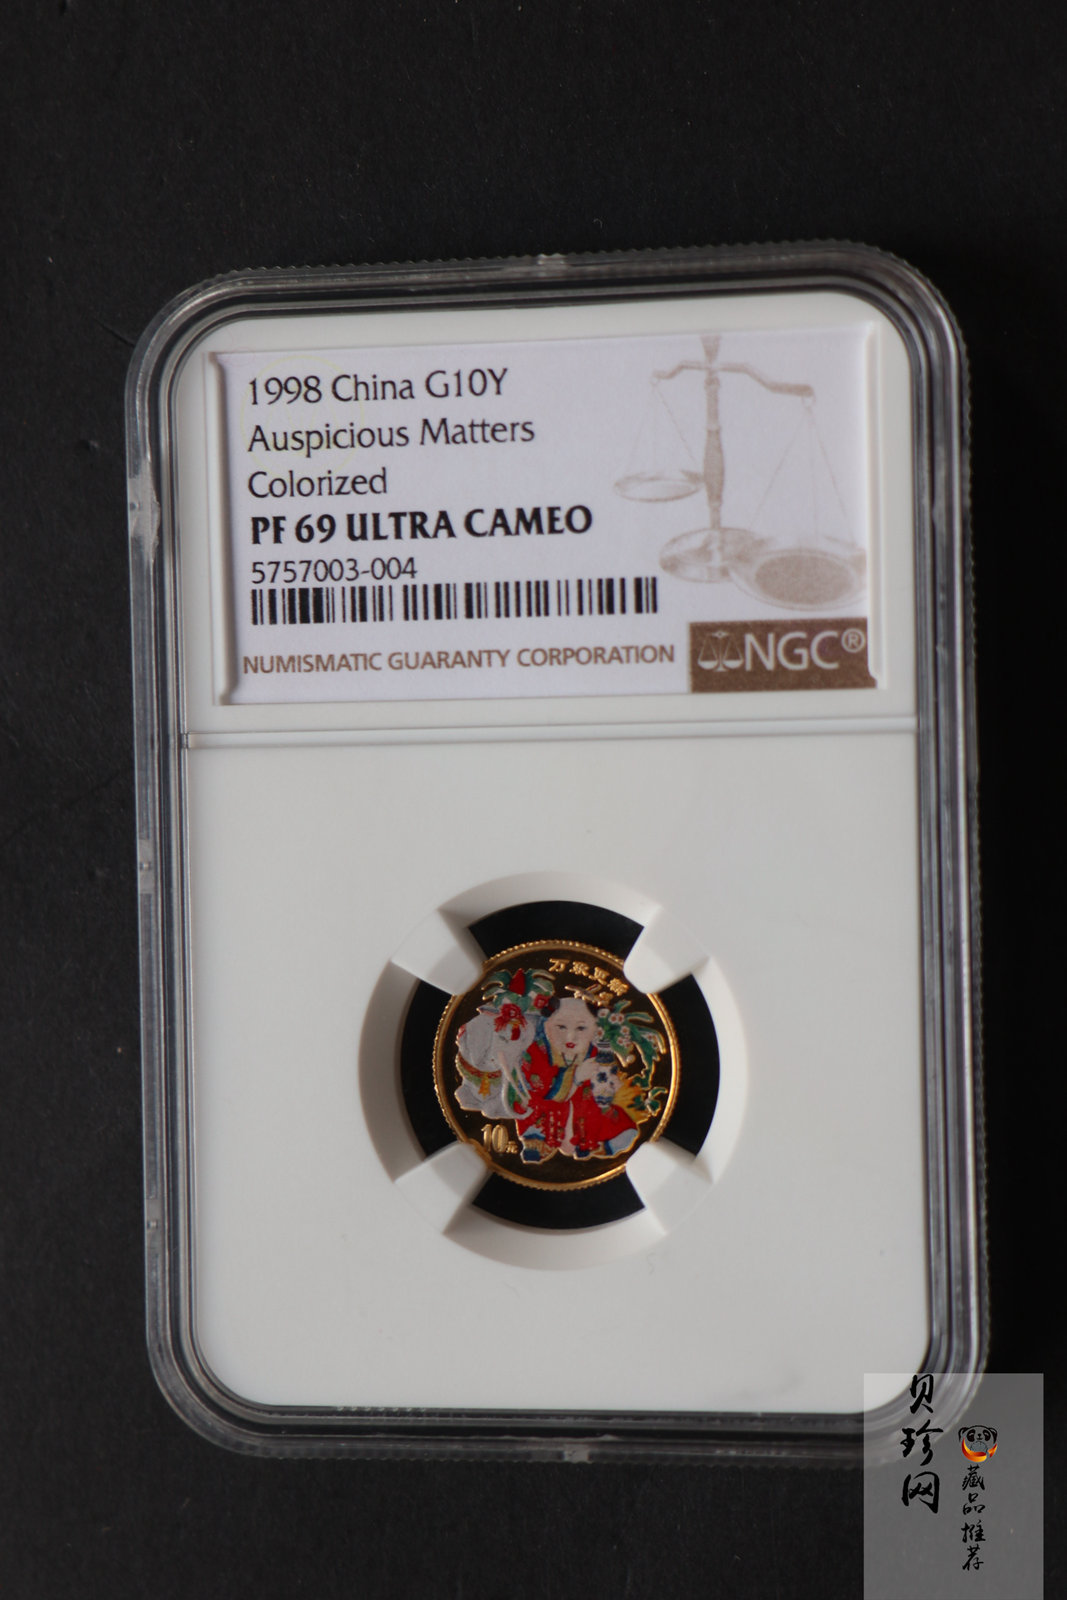 1998 China G10Y
Auspicious Matters
Colorized
PF 69 ULTRA CAMEO
5757003-004
NUMISMATIC GUARANTY CORPORATION
NGC®
万象更新
10元
贝珍网
藏品推荐